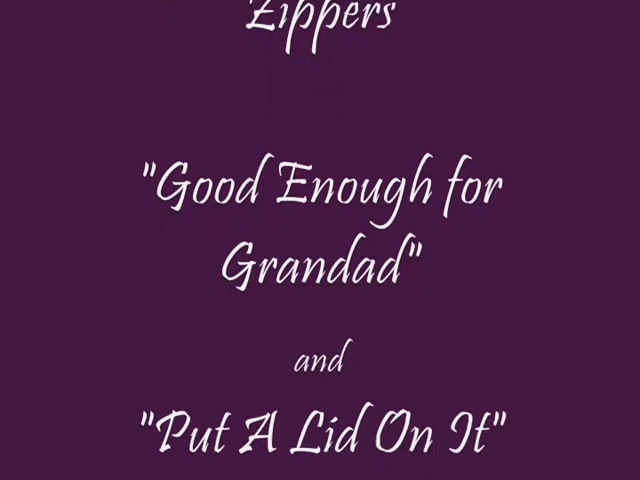 Zippers
"Good Enough for
Grandad"
and
"Put A Lid On It"